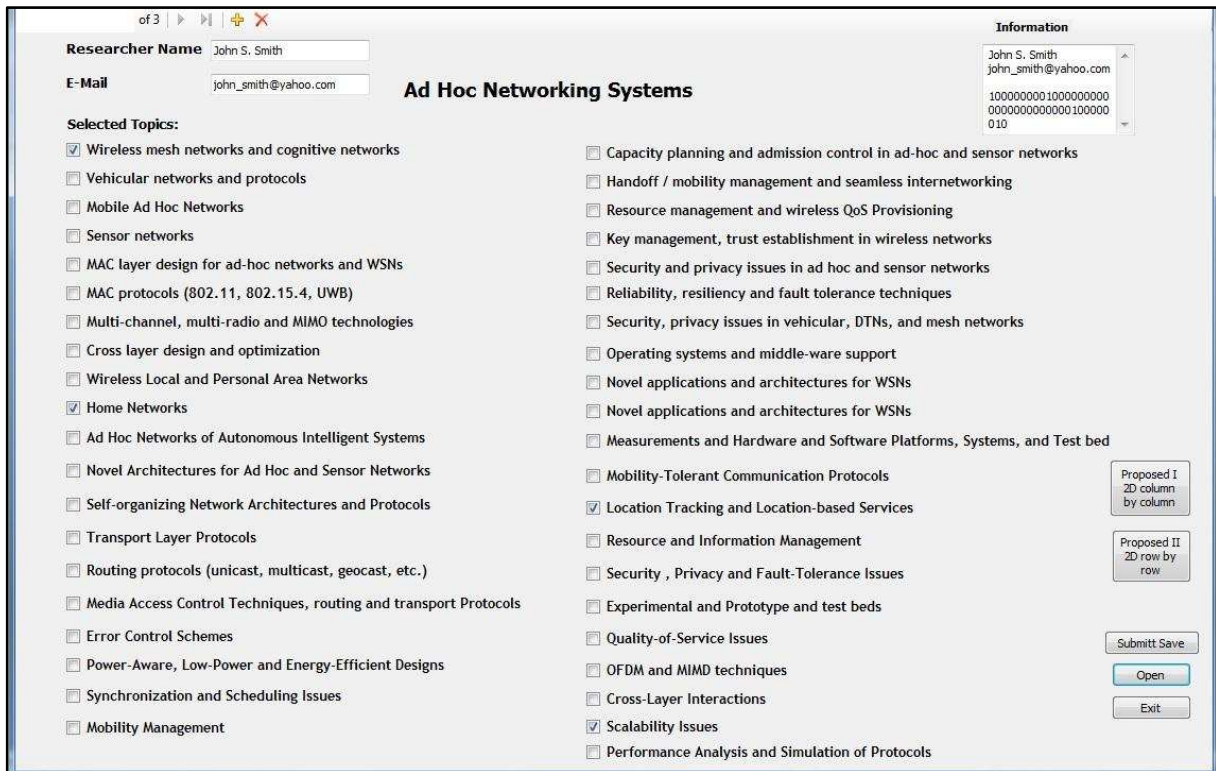 of 3
Information
Researcher Name John S. Smith
E-Mail john_smith@yahoo.com
Ad Hoc Networking Systems
John S. Smith
john_smith@yahoo.com
1000000001000000000
0000000000000100000
010
Selected Topics:
Wireless mesh networks and cognitive networks
Vehicular networks and protocols
Mobile Ad Hoc Networks
Sensor networks
MAC layer design for ad-hoc networks and WSNs
MAC protocols (802.11, 802.15.4, UWB)
Multi-channel, multi-radio and MIMO technologies
Cross layer design and optimization
Wireless Local and Personal Area Networks
Home Networks
Ad Hoc Networks of Autonomous Intelligent Systems
Novel Architectures for Ad Hoc and Sensor Networks
Self-organizing Network Architectures and Protocols
Transport Layer Protocols
Routing protocols (unicast, multicast, geocast, etc.)
Media Access Control Techniques, routing and transport Protocols
Error Control Schemes
Power-Aware, Low-Power and Energy-Efficient Designs
Synchronization and Scheduling Issues
Mobility Management
Capacity planning and admission control in ad-hoc and sensor networks
Handoff / mobility management and seamless internetworking
Resource management and wireless QoS Provisioning
Key management, trust establishment in wireless networks
Security and privacy issues in ad hoc and sensor networks
Reliability, resiliency and fault tolerance techniques
Security, privacy issues in vehicular, DTNs, and mesh networks
Operating systems and middle-ware support
Novel applications and architectures for WSNs
Novel applications and architectures for WSNs
Measurements and Hardware and Software Platforms, Systems, and Test bed
Mobility-Tolerant Communication Protocols
Location Tracking and Location-based Services
Resource and Information Management
Security , Privacy and Fault-Tolerance Issues
Experimental and Prototype and test beds
Quality-of-Service Issues
OFDM and MIMD techniques
Cross-Layer Interactions
Scalability Issues
Performance Analysis and Simulation of Protocols
Proposed I
2D column
by column
Proposed II
2D row by
row
Submitt Save
Open
Exit